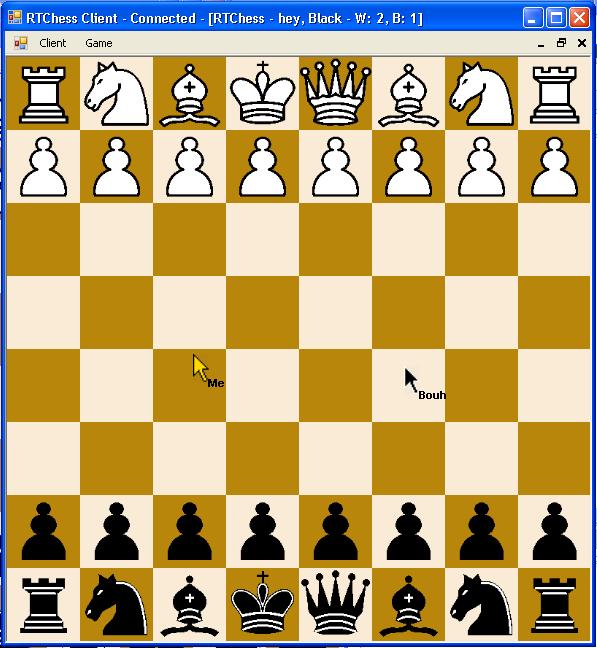 RTChess Client - Connected - [RTChess - hey, Black - W: 2, B: 1]
Client Game
Me
Bouh